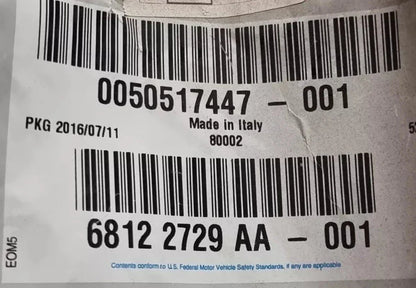 0050517447 - 001
PKG 2016/07/11
Made in Italy
80002
6812 2729 AA - 001
EOM5
Contents conform to U.S. Federal Motor Vehicle Safety Standards, if any are applicable